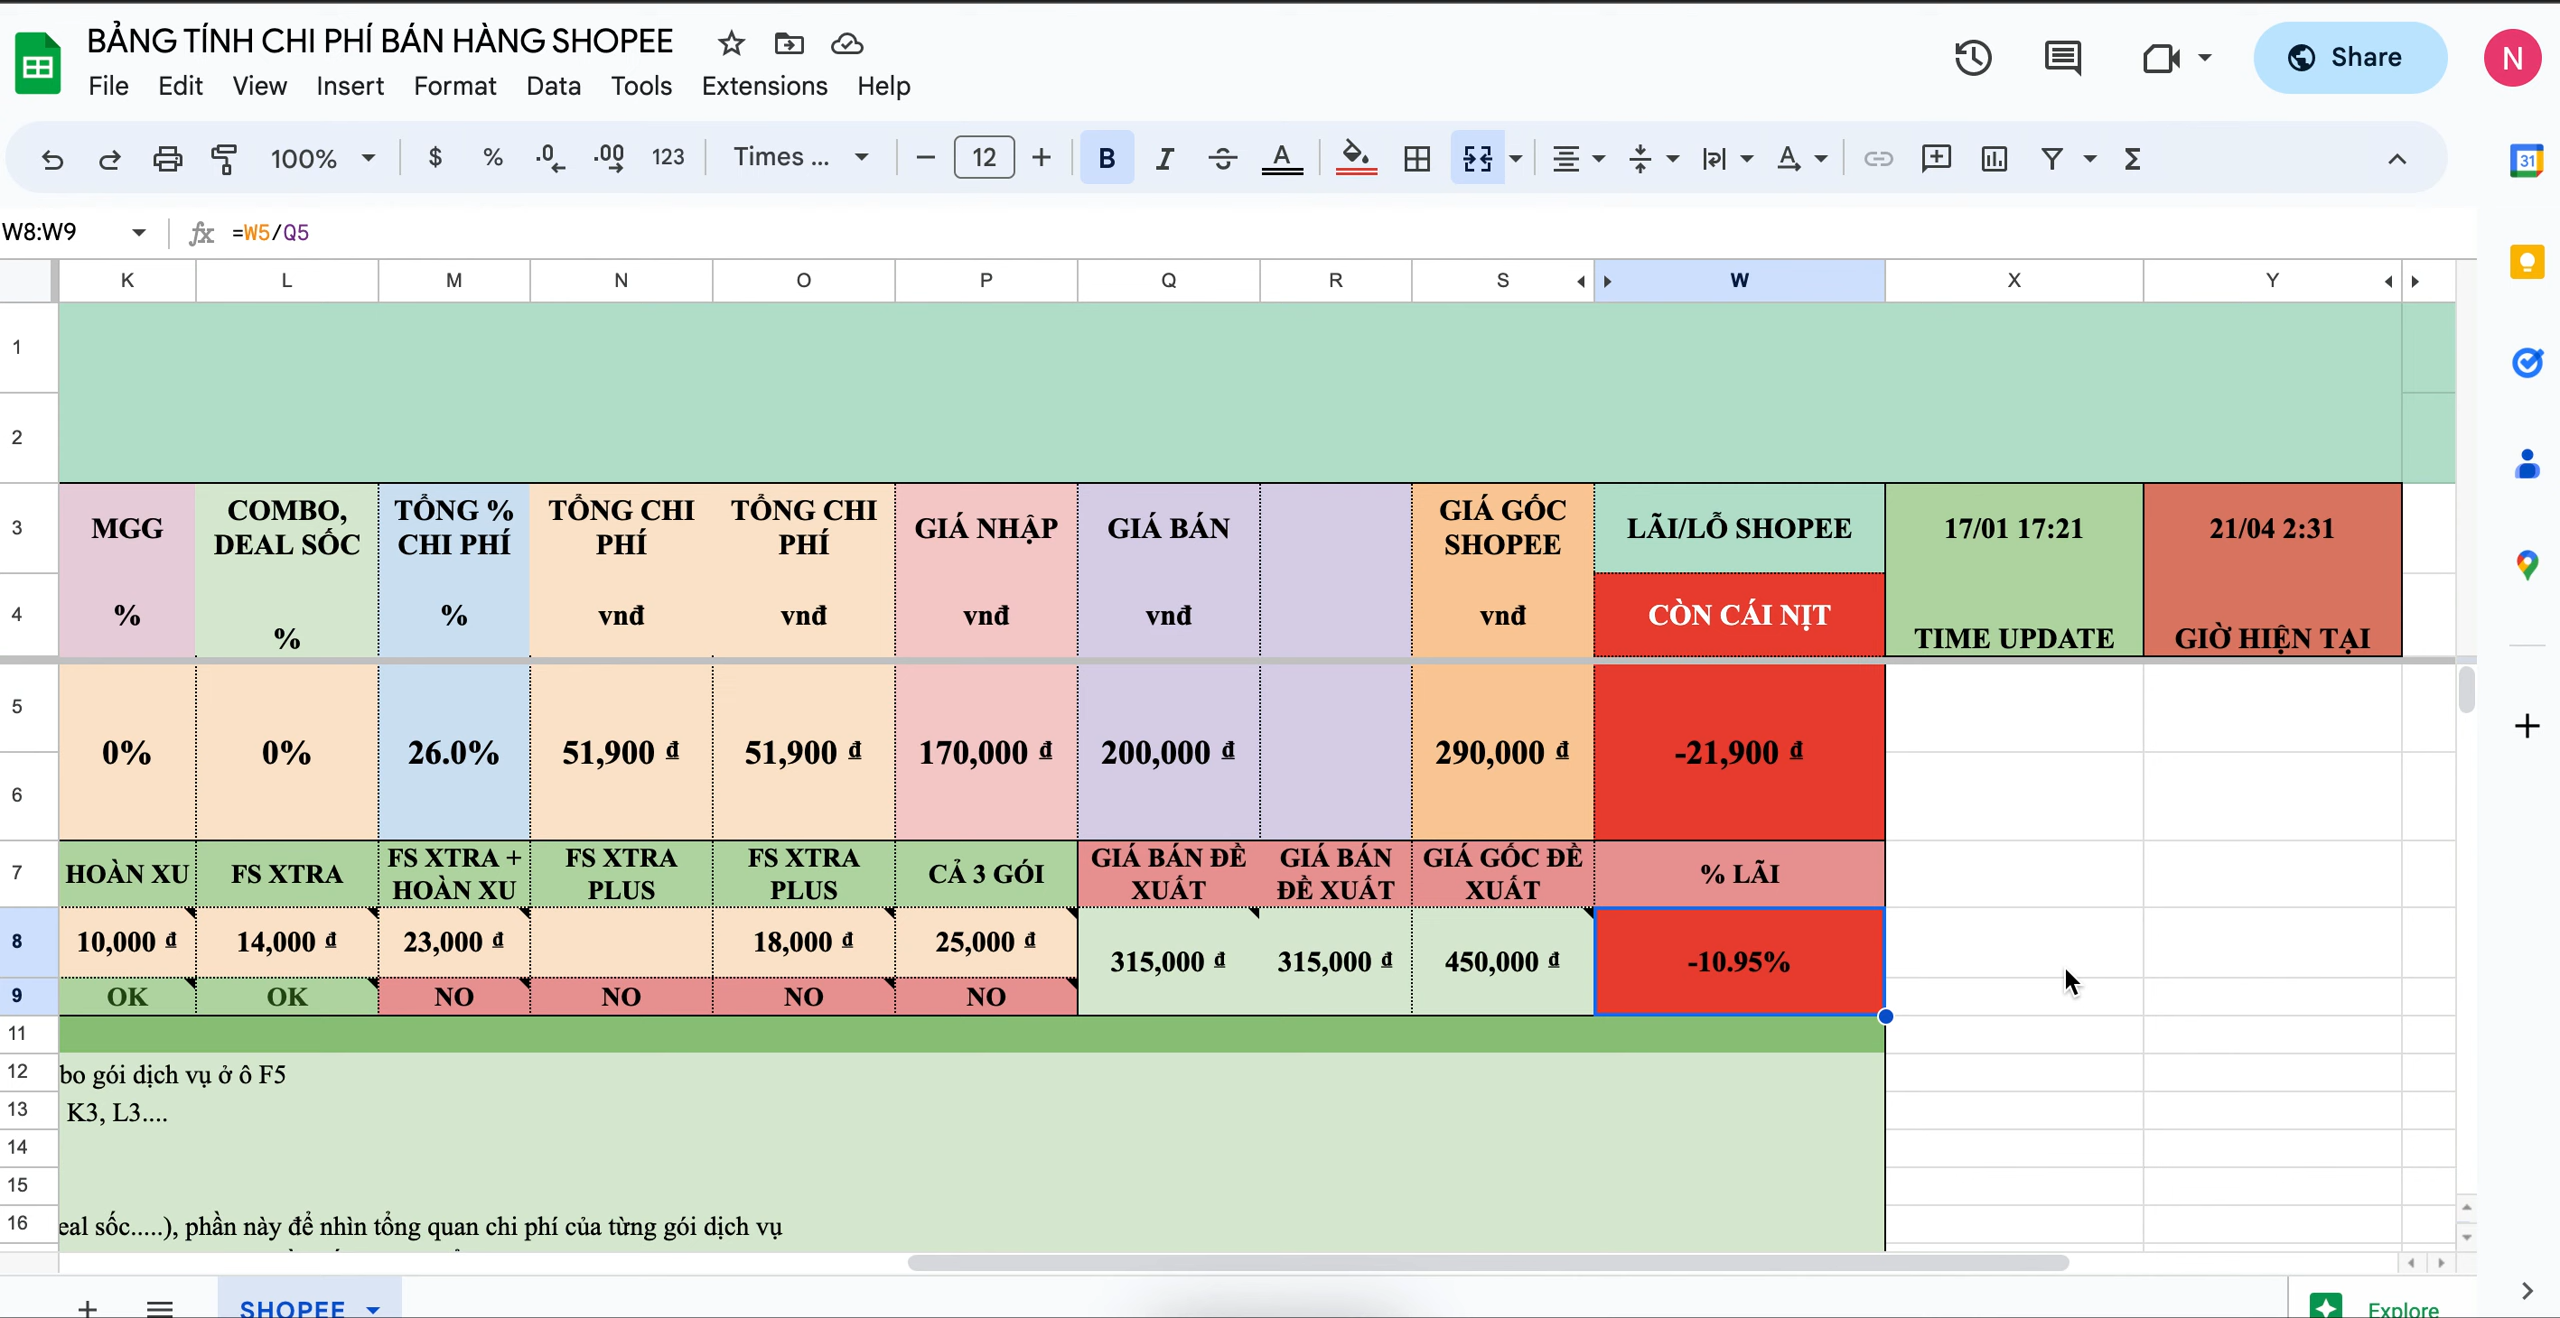 BẢNG TÍNH CHI PHÍ BÁN HÀNG SHOPEE
File Edit View Insert Format Data Tools Extensions Help
Share
N
100% $ % .0 .00 123 Times ... 12 B I A
31
W8:W9 fx =W5/Q5
K L M N O P Q R S W X Y
1
2
3 MGG COMBO, DEAL SỐC TỔNG % CHI PHÍ TỔNG CHI PHÍ TỔNG CHI PHÍ GIÁ NHẬP GIÁ BÁN GIÁ GỐC SHOPEE LÃI/LỖ SHOPEE 17/01 17:21 21/04 2:31
4 % % % vnđ vnđ vnđ vnđ vnđ CÒN CÁI NỊT TIME UPDATE GIỜ HIỆN TẠI
5 0% 0% 26.0% 51,900 đ 51,900 đ 170,000 đ 200,000 đ 290,000 đ -21,900 đ
6
7 HOÀN XU FS XTRA FS XTRA + HOÀN XU FS XTRA PLUS FS XTRA PLUS CẢ 3 GÓI GIÁ BÁN ĐỀ XUẤT GIÁ BÁN ĐỀ XUẤT GIÁ GỐC ĐỀ XUẤT % LÃI
8 10,000 đ 14,000 đ 23,000 đ 18,000 đ 25,000 đ 315,000 đ 315,000 đ 450,000 đ -10.95%
9 OK OK NO NO NO NO
11
12 bo gói dịch vụ ở ô F5
13 K3, L3....
14
15
16 eal sốc.....), phần này để nhìn tổng quan chi phí của từng gói dịch vụ
SHOPEE
Explore